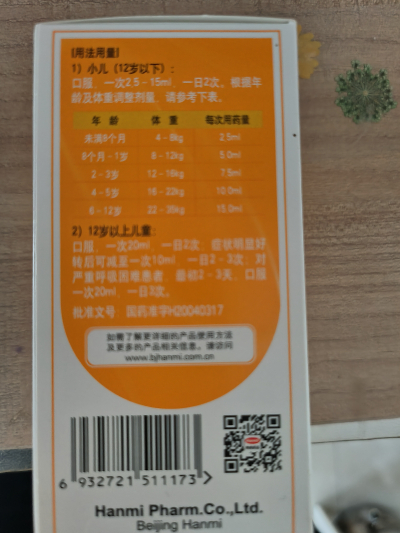 [用法用量]
1）小儿（12岁以下）：
口服，一次2.5－15ml，一日2次。根据年
龄及体重调整剂量，请参考下表。
年 龄 体 重 每次用药量
未满6个月 4－6kg 2.5ml
6个月－1岁 6－12kg 5.0ml
2－3岁 12－16kg 7.5ml
4－5岁 16－22kg 10.0ml
6－12岁 22－35kg 15.0ml
2）12岁以上儿童：
口服，一次20ml，一日2次；症状明显好
转后可减至一次10ml，一日2－3次；对
严重呼吸困难患者，最初2－3天，口服
一次20ml，一日3次。
批准文号：国药准字H20040317
如需了解更详细的产品使用方法
及更多的产品相关信息，请访问
www.bjhanmi.com.cn
6 932721 511173
Hanmi Pharm.Co.,Ltd.
Beijing Hanmi